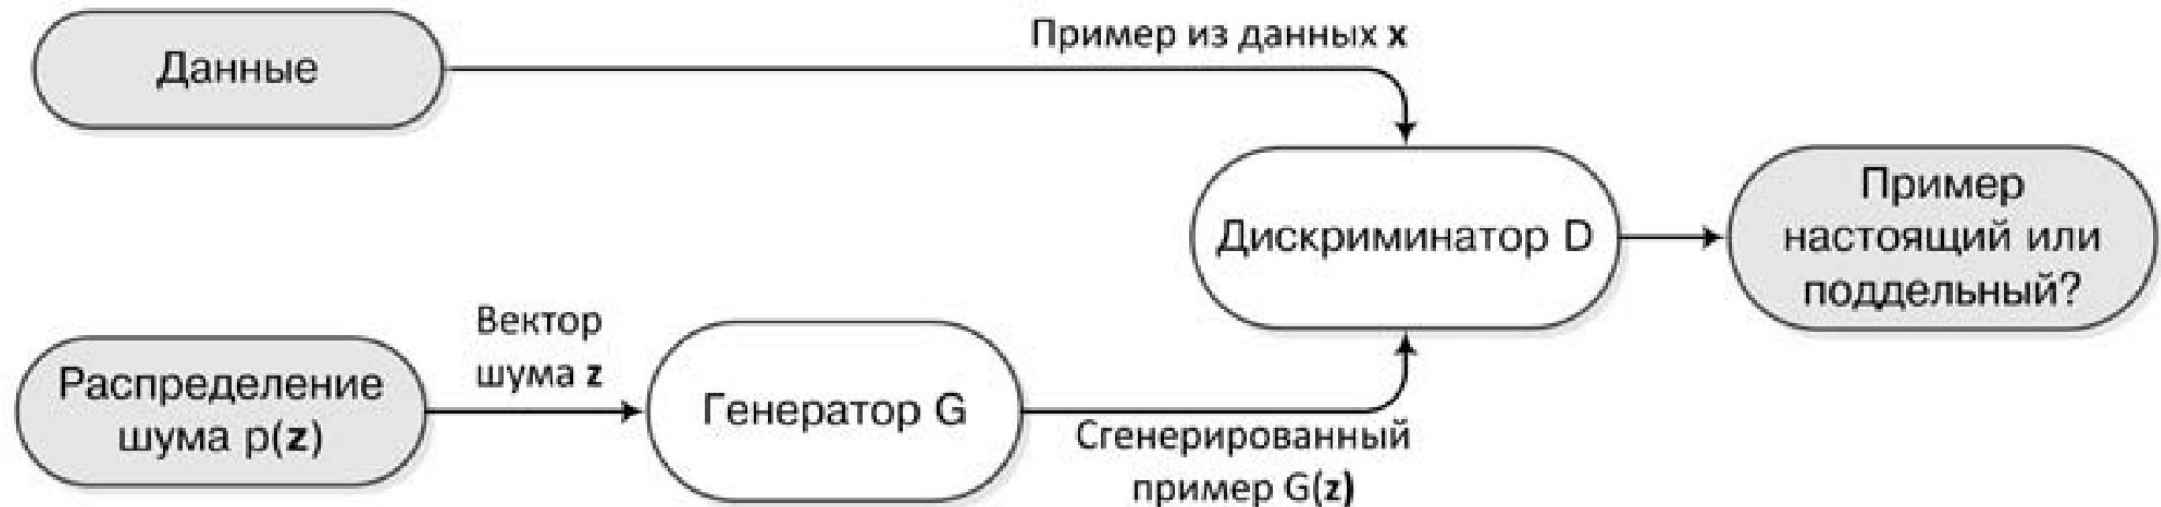 Пример из данных x
Данные
Пример
настоящий или
поддельный?
Дискриминатор D
Вектор
шума z
Распределение
шума p(z)
Генератор G
Сгенерированный
пример G(z)